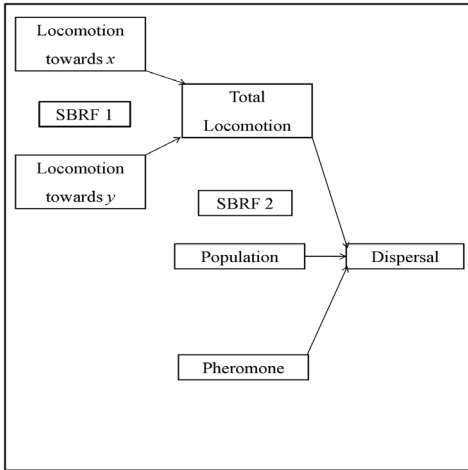 Locomotion
towards x
SBRF 1
Total
Locomotion
Locomotion
towards y
SBRF 2
Population
Dispersal
Pheromone